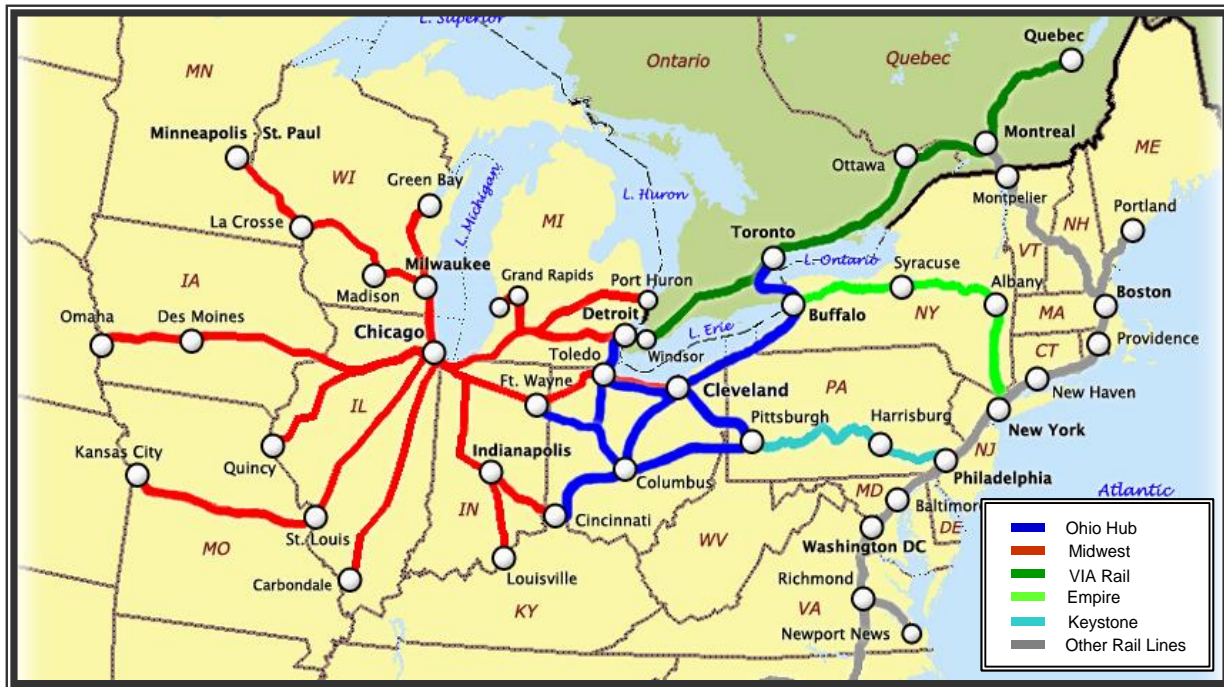 L. Superior
Quebec
Ontario
Quebec
MN
Montreal
Minneapolis
St. Paul
Ottawa
ME
WI
Green Bay
Montpelier
L. Huron
L. Michigan
MI
NH
Portland
La Crosse
Toronto
VT
L. Ontario
Syracuse
Milwaukee
Grand Rapids
Port Huron
Albany
IA
Madison
Boston
Omaha
Des Moines
Detroit
Buffalo
NY
MA
Chicago
L. Erie
Providence
Windsor
CT
Toledo
Ft. Wayne
Cleveland
PA
New Haven
IL
Pittsburgh
Harrisburg
New York
Kansas City
Indianapolis
NJ
Quincy
Columbus
Philadelphia
MD
Atlantic
IN
Cincinnati
Baltimore
DE
St. Louis
WV
Washington DC
MO
Louisville
Carbondale
Richmond
KY
VA
Newport News
Ohio Hub
Midwest
VIA Rail
Empire
Keystone
Other Rail Lines